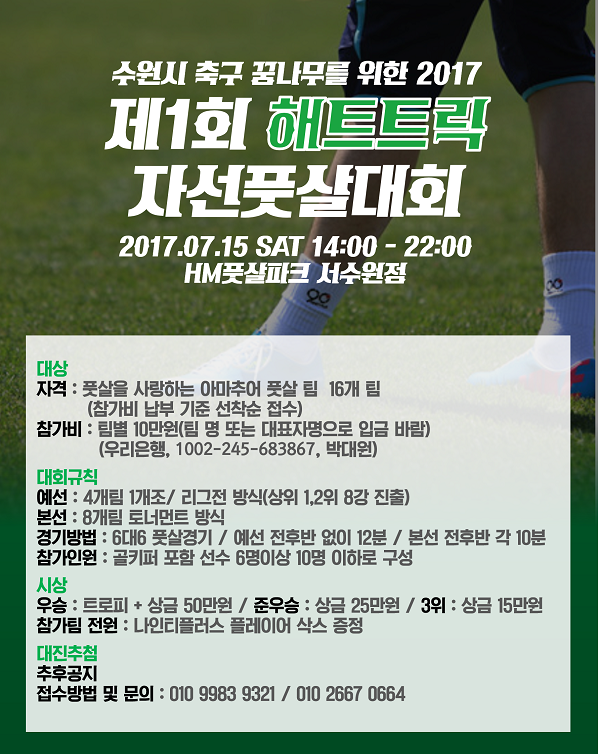 수원시 축구 꿈나무를 위한 2017
제1회 해트트릭
자선풋살대회
2017.07.15 SAT 14:00 - 22:00
HM풋살파크 서수원점
대상
자격 : 풋살을 사랑하는 아마추어 풋살 팀 16개 팀
(참가비 납부 기준 선착순 접수)
참가비 : 팀별 10만원(팀 명 또는 대표자명으로 입금 바람)
(우리은행, 1002-245-683867, 박대원)
대회규칙
예선 : 4개팀 1개조/ 리그전 방식(상위 1,2위 8강 진출)
본선 : 8개팀 토너먼트 방식
경기방법 : 6대6 풋살경기 / 예선 전후반 없이 12분 / 본선 전후반 각 10분
참가인원 : 골키퍼 포함 선수 6명이상 10명 이하로 구성
시상
우승 : 트로피 + 상금 50만원 / 준우승 : 상금 25만원 / 3위 : 상금 15만원
참가팀 전원 : 나인티플러스 플레이어 삭스 증정
대진추첨
추후공지
접수방법 및 문의 : 010 9983 9321 / 010 2667 0664